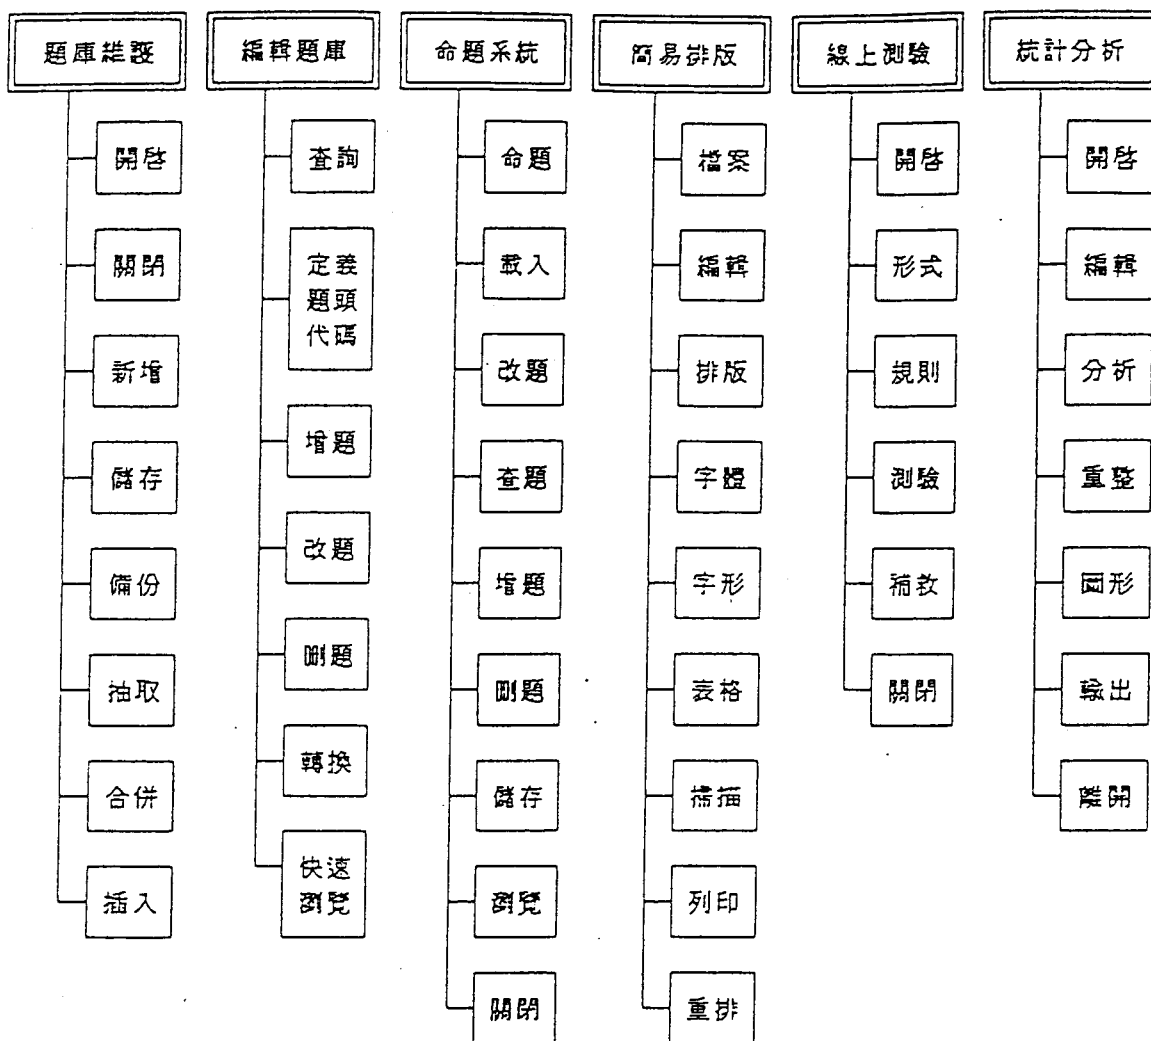 題庫維護
開啓
關閉
新增
儲存
備份
抽取
合併
插入
編輯題庫
查詢
定義
題頭
代碼
增題
改題
刪題
轉換
快速
瀏覽
命題系統
命題
載入
改題
查題
增題
刪題
儲存
瀏覽
關閉
簡易排版
檔案
編輯
排版
字體
字形
表格
掃描
列印
重排
線上測驗
開啓
形式
規則
測驗
補救
關閉
統計分析
開啓
編輯
分析
重整
圖形
輸出
離開